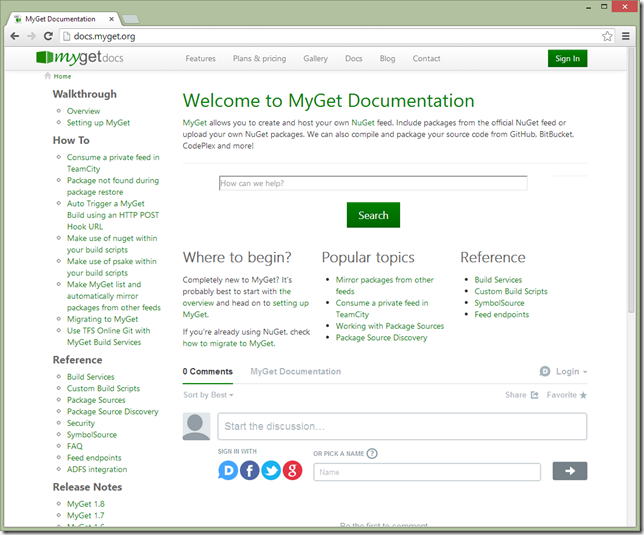 MyGet Documentation
docs.myget.org
myget docs
Features
Plans & pricing
Gallery
Docs
Blog
Contact
Sign In
Home
Walkthrough
Overview
Setting up MyGet
How To
Consume a private feed in
TeamCity
Package not found during
package restore
Auto Trigger a MyGet
Build using an HTTP POST
Hook URL
Make use of nuget within
your build scripts
Make use of psake within
your build scripts
Make MyGet list and
automatically mirror
packages from other feeds
Migrating to MyGet
Use TFS Online Git with
MyGet Build Services
Reference
Build Services
Custom Build Scripts
Package Sources
Package Source Discovery
Security
SymbolSource
FAQ
Feed endpoints
ADFS integration
Release Notes
MyGet 1.8
MyGet 1.7
Welcome to MyGet Documentation
MyGet allows you to create and host your own NuGet feed. Include packages from the official NuGet feed or
upload your own NuGet packages. We can also compile and package your source code from GitHub, BitBucket,
CodePlex and more!
How can we help?
Search
Where to begin?
Completely new to MyGet? It's
probably best to start with the
overview and head on to setting up
MyGet.
If you're already using NuGet, check
how to migrate to MyGet.
Popular topics
Mirror packages from other
feeds
Consume a private feed in
TeamCity
Working with Package Sources
Package Source Discovery
Reference
Build Services
Custom Build Scripts
SymbolSource
Feed endpoints
0 Comments
MyGet Documentation
Login
Sort by Best
Share
Favorite
Start the discussion…
SIGN IN WITH
OR PICK A NAME ?
D f g
Name
Be the first to comment